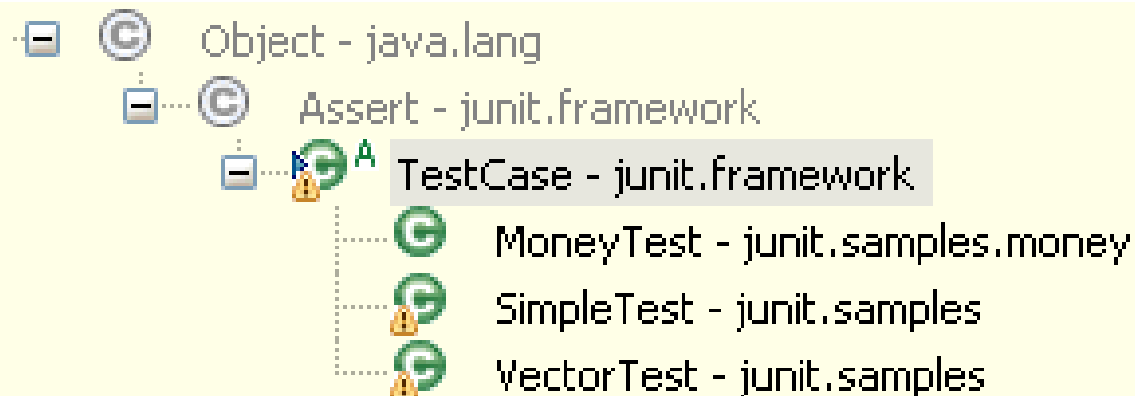 C Object - java.lang
C Assert - junit.framework
C A TestCase - junit.framework
C MoneyTest - junit.samples.money
C SimpleTest - junit.samples
C VectorTest - junit.samples